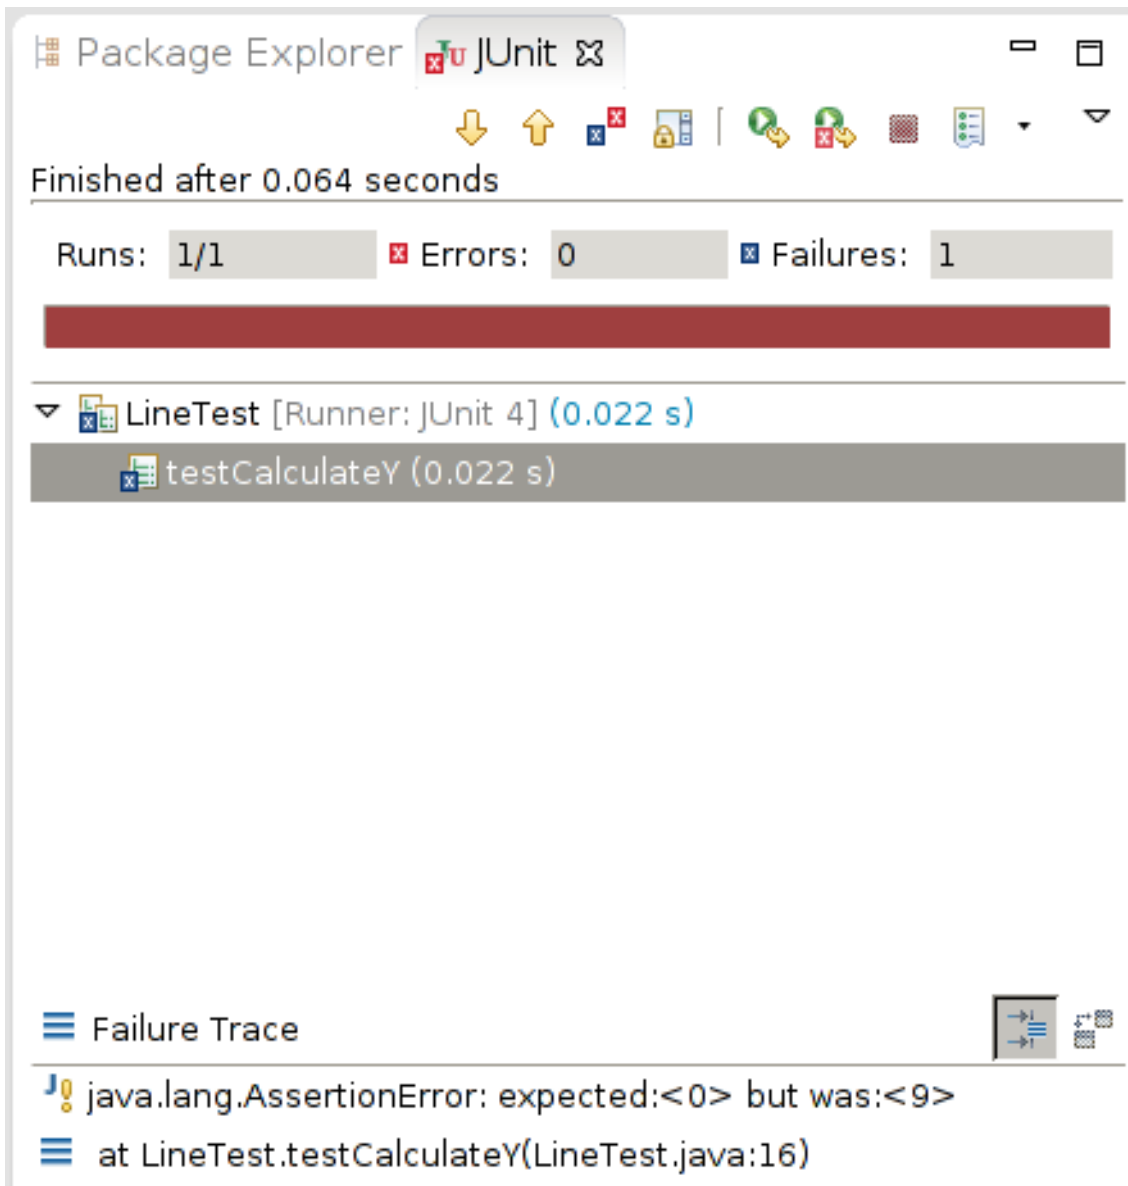 Package Explorer JUnit
Finished after 0.064 seconds
Runs: 1/1 Errors: 0 Failures: 1
LineTest [Runner: JUnit 4] (0.022 s)
testCalculateY (0.022 s)
Failure Trace
java.lang.AssertionError: expected:<0> but was:<9>
at LineTest.testCalculateY(LineTest.java:16)